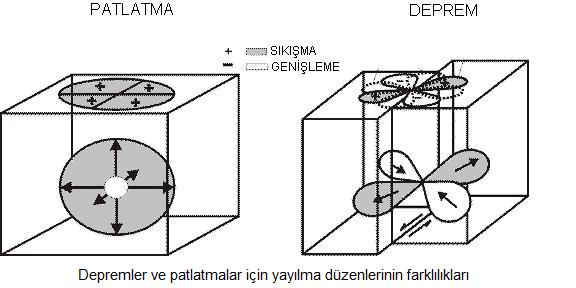 PATLATMA
DEPREM
+ SIKIŞMA
- GENİŞLEME
Depremler ve patlatmalar için yayılma düzenlerinin farklılıkları